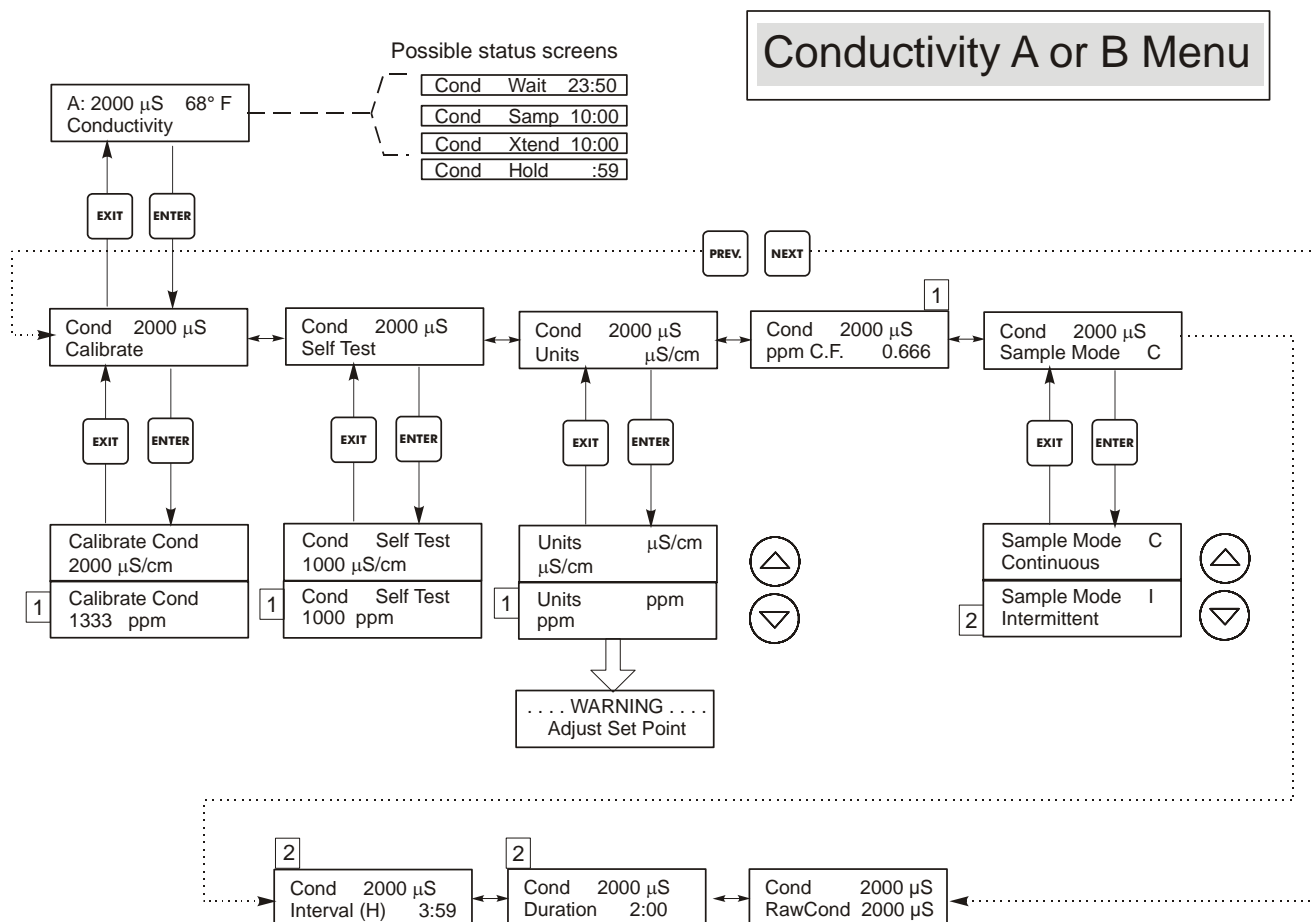 Conductivity A or B Menu
Possible status screens
Cond Wait 23:50
Cond Samp 10:00
Cond Xtend 10:00
Cond Hold :59
A: 2000 μS 68° F
Conductivity
EXIT
ENTER
PREV.
NEXT
Cond 2000 μS
Calibrate
Cond 2000 μS
Self Test
Cond 2000 μS
Units μS/cm
1
Cond 2000 μS
ppm C.F. 0.666
Cond 2000 μS
Sample Mode C
EXIT
ENTER
EXIT
ENTER
EXIT
ENTER
EXIT
ENTER
Calibrate Cond
2000 μS/cm
1
Calibrate Cond
1333 ppm
Cond Self Test
1000 μS/cm
1
Cond Self Test
1000 ppm
Units μS/cm
μS/cm
1
Units ppm
ppm
Sample Mode C
Continuous
2
Sample Mode I
Intermittent
. . . . WARNING . . . .
Adjust Set Point
2
Cond 2000 μS
Interval (H) 3:59
2
Cond 2000 μS
Duration 2:00
Cond 2000 µS
RawCond 2000 µS